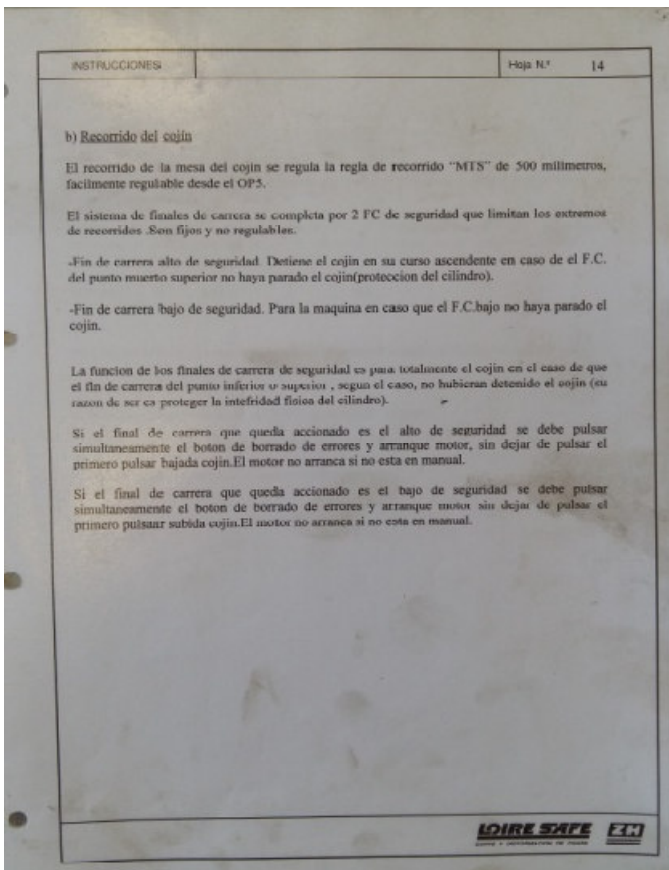 INSTRUCCIONES
Hoja N.º 14
b) Recorrido del cojín
El recorrido de la mesa del cojin se regula la regla de recorrido "MTS" de 500 milimetros,
facilmente regulable desde el OP5.
El sistema de finales de carrera se completa por 2 FC de seguridad que limitan los extremos
de recorridos .Son fijos y no regulables.
-Fin de carrera alto de seguridad. Detiene el cojin en su curso ascendente en caso de el F.C.
del punto muerto superior no haya parado el cojin(proteccion del cilindro).
-Fin de carrera bajo de seguridad. Para la maquina en caso que el F.C.bajo no haya parado el
cojín.
La funcion de los finales de carrera de seguridad es parar totalmente el cojin en el caso de que
el fin de carrera del punto inferior o superior , segun el caso, no hubieran detenido el cojin (su
razon de ser es proteger la intefridad fisica del cilindro).
Si el final de carrera que quedla accionado es el alto de seguridad se debe pulsar
simultaneamente el boton de borrado de errores y arranque motor, sin dejar de pulsar el
primero pulsar bajada cojin.El motor no arranca si no esta en manual.
Si el final de carrera que quedla accionado es el bajo de seguridad se debe pulsar
simultaneamente el boton de borrado de errores y arranque motor sin dejar de pulsar el
primero pulsaar subida cojin.El motor no arranca si no esta en manual.
LOIRE SAFE